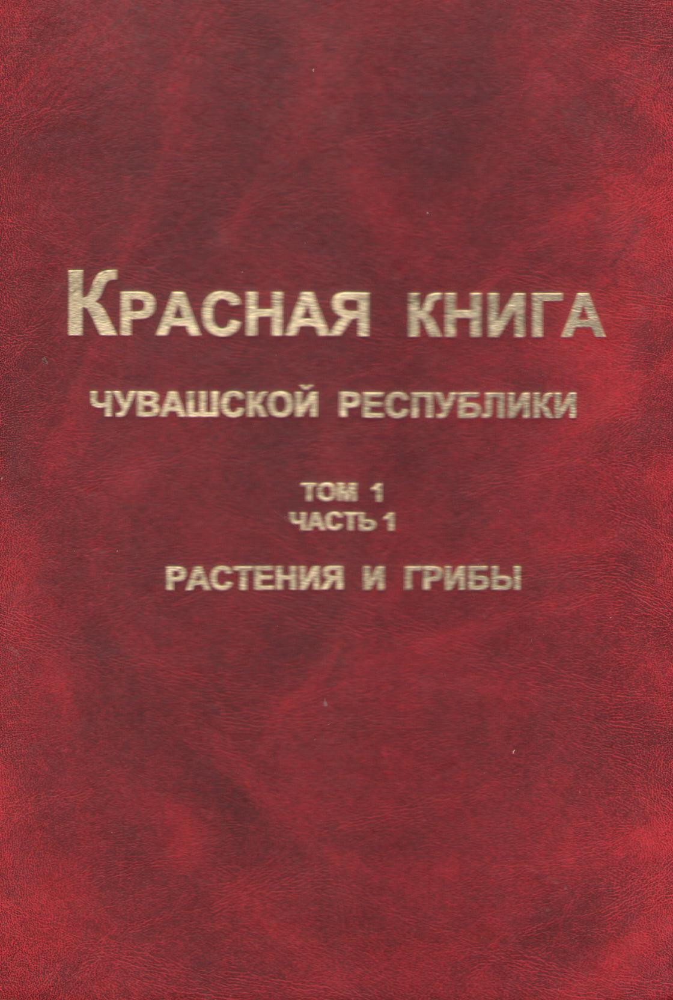 КРАСНАЯ КНИГА
ЧУВАШСКОЙ РЕСПУБЛИКИ
ТОМ 1
ЧАСТЬ 1
РАСТЕНИЯ И ГРИБЫ